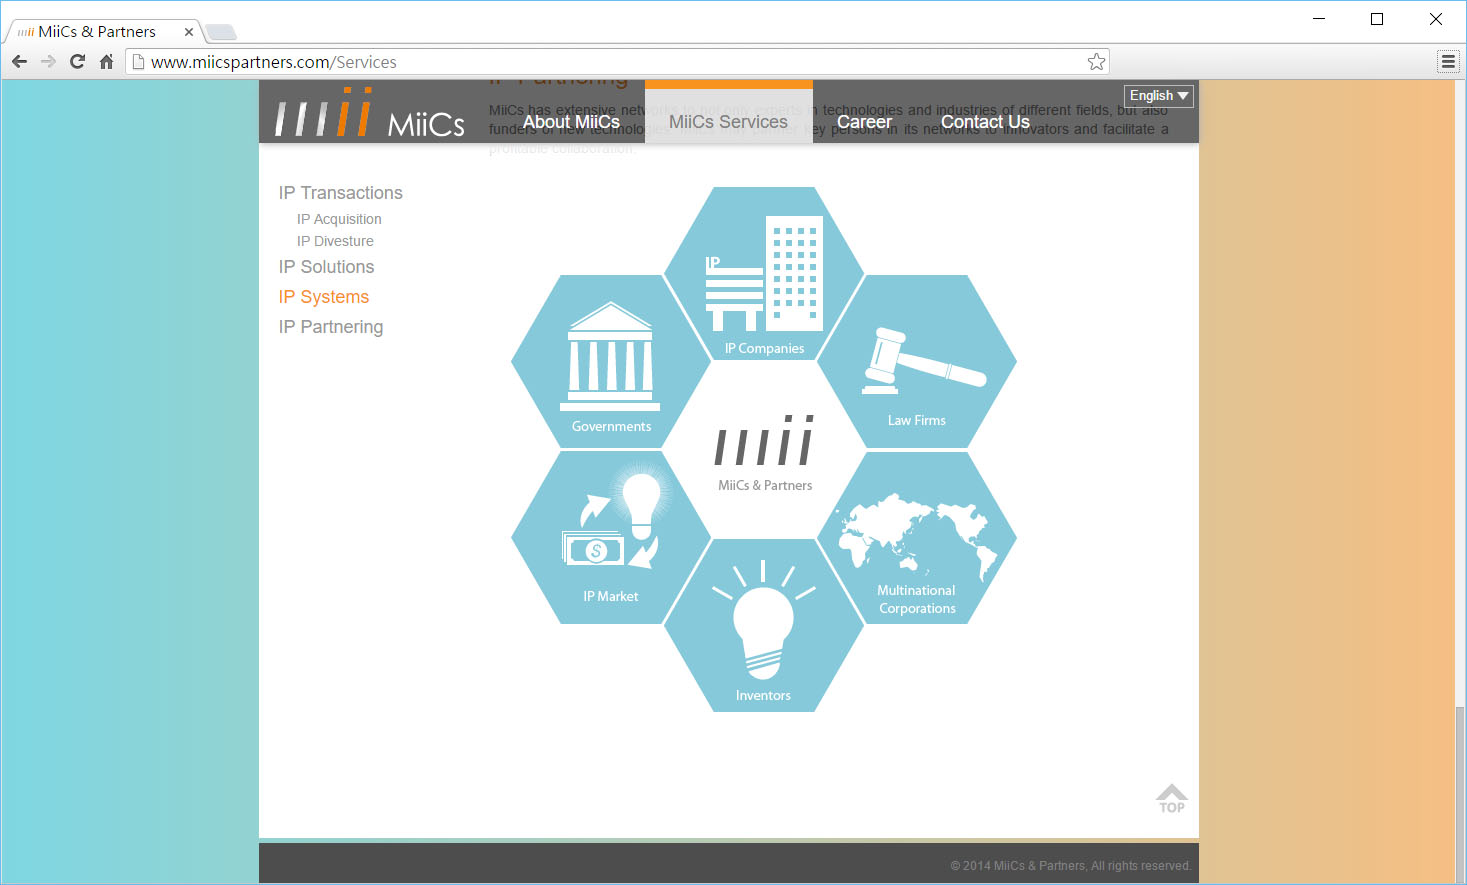 MiiCs & Partners
www.miicspartners.com/Services
IP Partnering
English
MiiCs
About MiiCs
MiiCs Services
Career
Contact Us
MiiCs has extensive networks to not only experts in technologies and industries of different fields, but also
funders of new technologies. key persons in its networks to innovators and facilitate a
profitable collaboration.
IP Transactions
IP Acquisition
IP Divesture
IP Solutions
IP Systems
IP Partnering
IP
IP Companies
Governments
Law Firms
MiiCs & Partners
$
IP Market
Multinational
Corporations
Inventors
TOP
© 2014 MiiCs & Partners, All rights reserved.